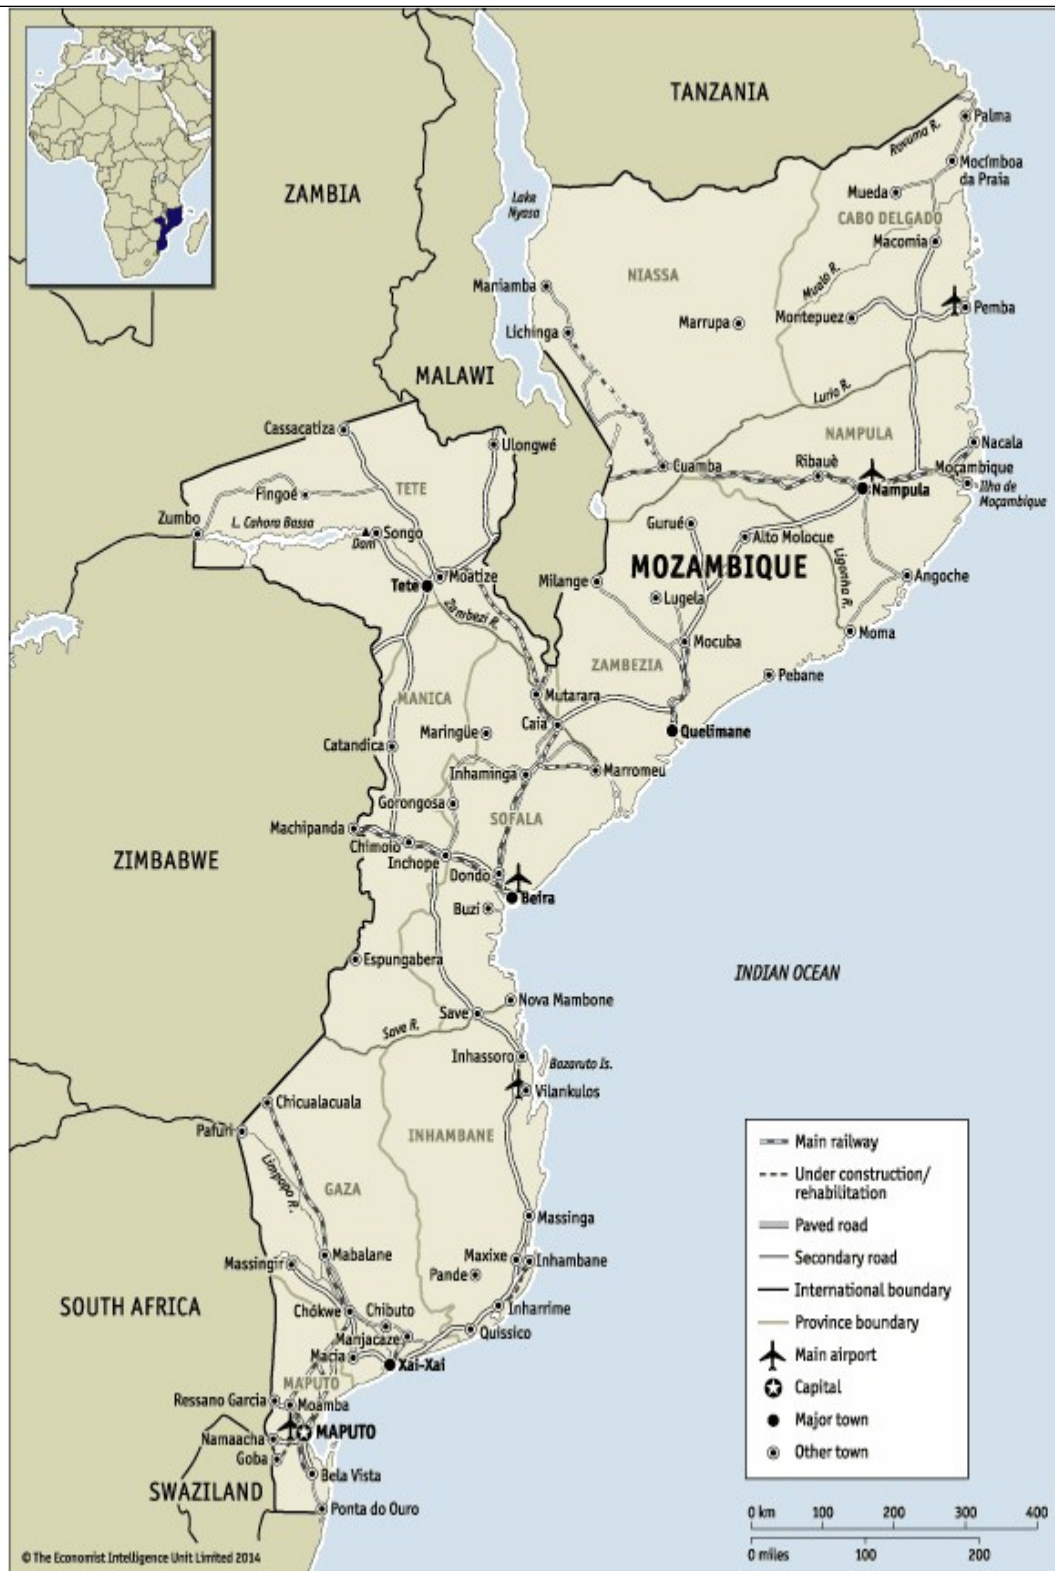 TANZANIA
Palma
Rovuma R.
Mocímboa
da Praia
ZAMBIA
Mueda
Lake
Nyasa
CABO DELGADO
Macomia
NIASSA
Maniamba
Mualo R.
Pemba
Montepuez
Marrupa
Lichinga
MALAWI
Lurio R.
Cassacatiza
NAMPULA
Ulongwé
Nacala
Cuamba
Ribauè
Moçambique
TETE
Fingoé
Nampula
Ilha de
Moçambique
Zumbo
L. Cahora Bassa
Dam
Songo
Gurué
Alto Molocue
MOZAMBIQUE
Ligonha R.
Moatize
Tete
Milange
Angoche
Lugela
Zambezi R.
Moma
Mocuba
ZAMBEZIA
Pebane
MANICA
Mutarara
Caia
Maringüe
Quelimane
Catandica
Inhaminga
Marromeu
Gorongosa
SOFALA
Machipanda
Chimoio
Inchope
ZIMBABWE
Dondo
Beira
Buzi
Espungabera
INDIAN OCEAN
Nova Mambone
Save
Save R.
Inhassoro
Bazaruto Is.
Vilankulos
Chicualacuala
Pafuri
INHAMBANE
Limpopo R.
GAZA
Massinga
Mabalane
Maxixe
Inhambane
Massingir
Pande
SOUTH AFRICA
Chókwe
Chibuto
Inharrime
Manjacaze
Quissico
Macia
Xai-Xai
MAPUTO
Ressano Garcia
Moamba
MAPUTO
Namaacha
Goba
Bela Vista
SWAZILAND
Ponta do Ouro
Main railway
Under construction/
rehabilitation
Paved road
Secondary road
International boundary
Province boundary
Main airport
Capital
Major town
Other town
0 km 100 200 300 400
0 miles 100 200
© The Economist Intelligence Unit Limited 2014